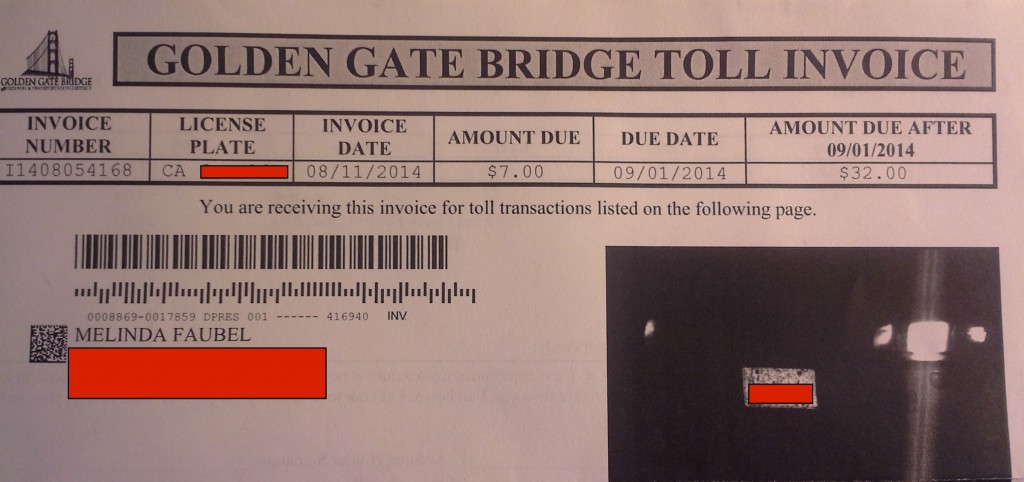 GOLDEN GATE BRIDGE TOLL INVOICE
GOLDEN GATE BRIDGE
INVOICE NUMBER LICENSE PLATE INVOICE DATE AMOUNT DUE DUE DATE AMOUNT DUE AFTER 09/01/2014
I1408054168 CA 08/11/2014 $7.00 09/01/2014 $32.00
You are receiving this invoice for toll transactions listed on the following page.
0008869-0017859 DPRES 001 ------ 416940 INV
MELINDA FAUBEL